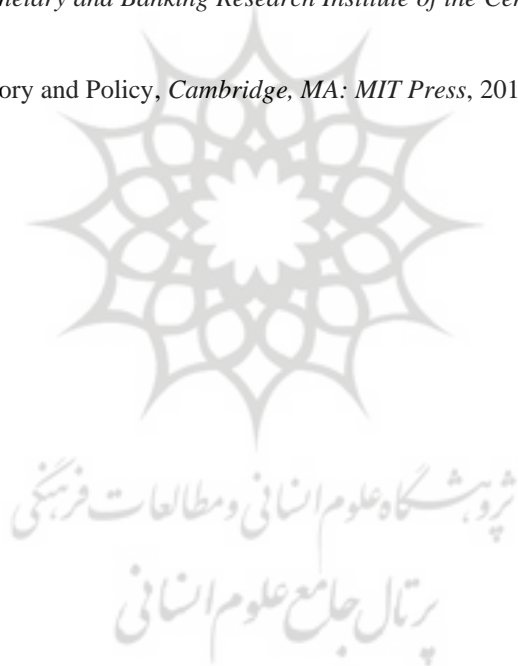 netary and Banking Research Institute of the Cen
ory and Policy, Cambridge, MA: MIT Press, 201
پژوهشگاه علوم انسانی و مطالعات فرهنگی
پرتال جامع علوم انسانی